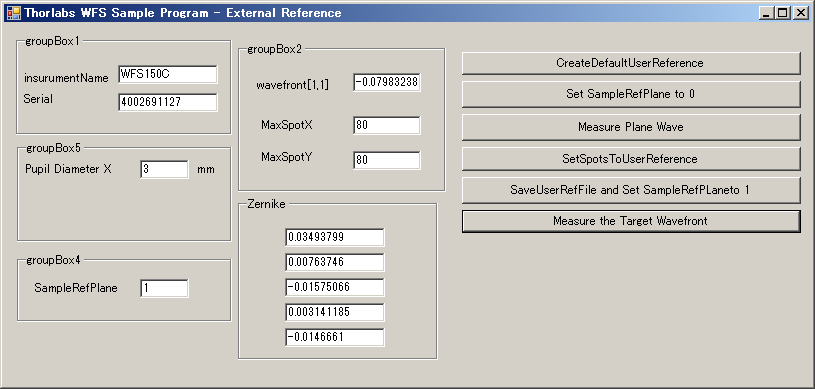 Thorlabs WFS Sample Program - External Reference
groupBox1
insurumentName WFS150C
Serial 4002691127
groupBox5
Pupil Diameter X 3 mm
groupBox4
SampleRefPlane 1
groupBox2
wavefront[1,1] -0.07983238
MaxSpotX 80
MaxSpotY 80
Zernike
0.03493799
0.00763746
-0.01575066
0.003141185
-0.0146661
CreateDefaultUserReference
Set SampleRefPlane to 0
Measure Plane Wave
SetSpotsToUserReference
SaveUserRefFile and Set SampleRefPLaneto 1
Measure the Target Wavefront